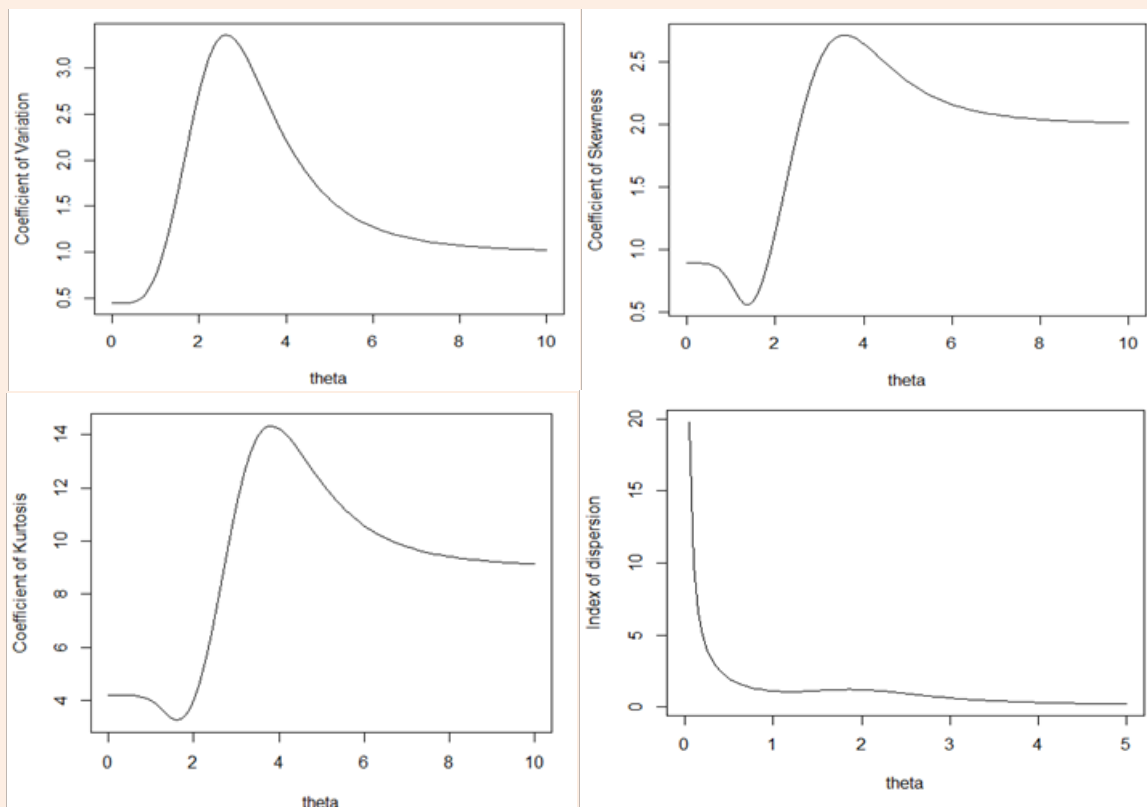 Coefficient of Variation
3.0
2.5
2.0
1.5
1.0
0.5
0 2 4 6 8 10
theta
Coefficient of Skewness
2.5
2.0
1.5
1.0
0.5
0 2 4 6 8 10
theta
Coefficient of Kurtosis
14
12
10
8
6
4
0 2 4 6 8 10
theta
Index of dispersion
20
15
10
5
0
0 1 2 3 4 5
theta